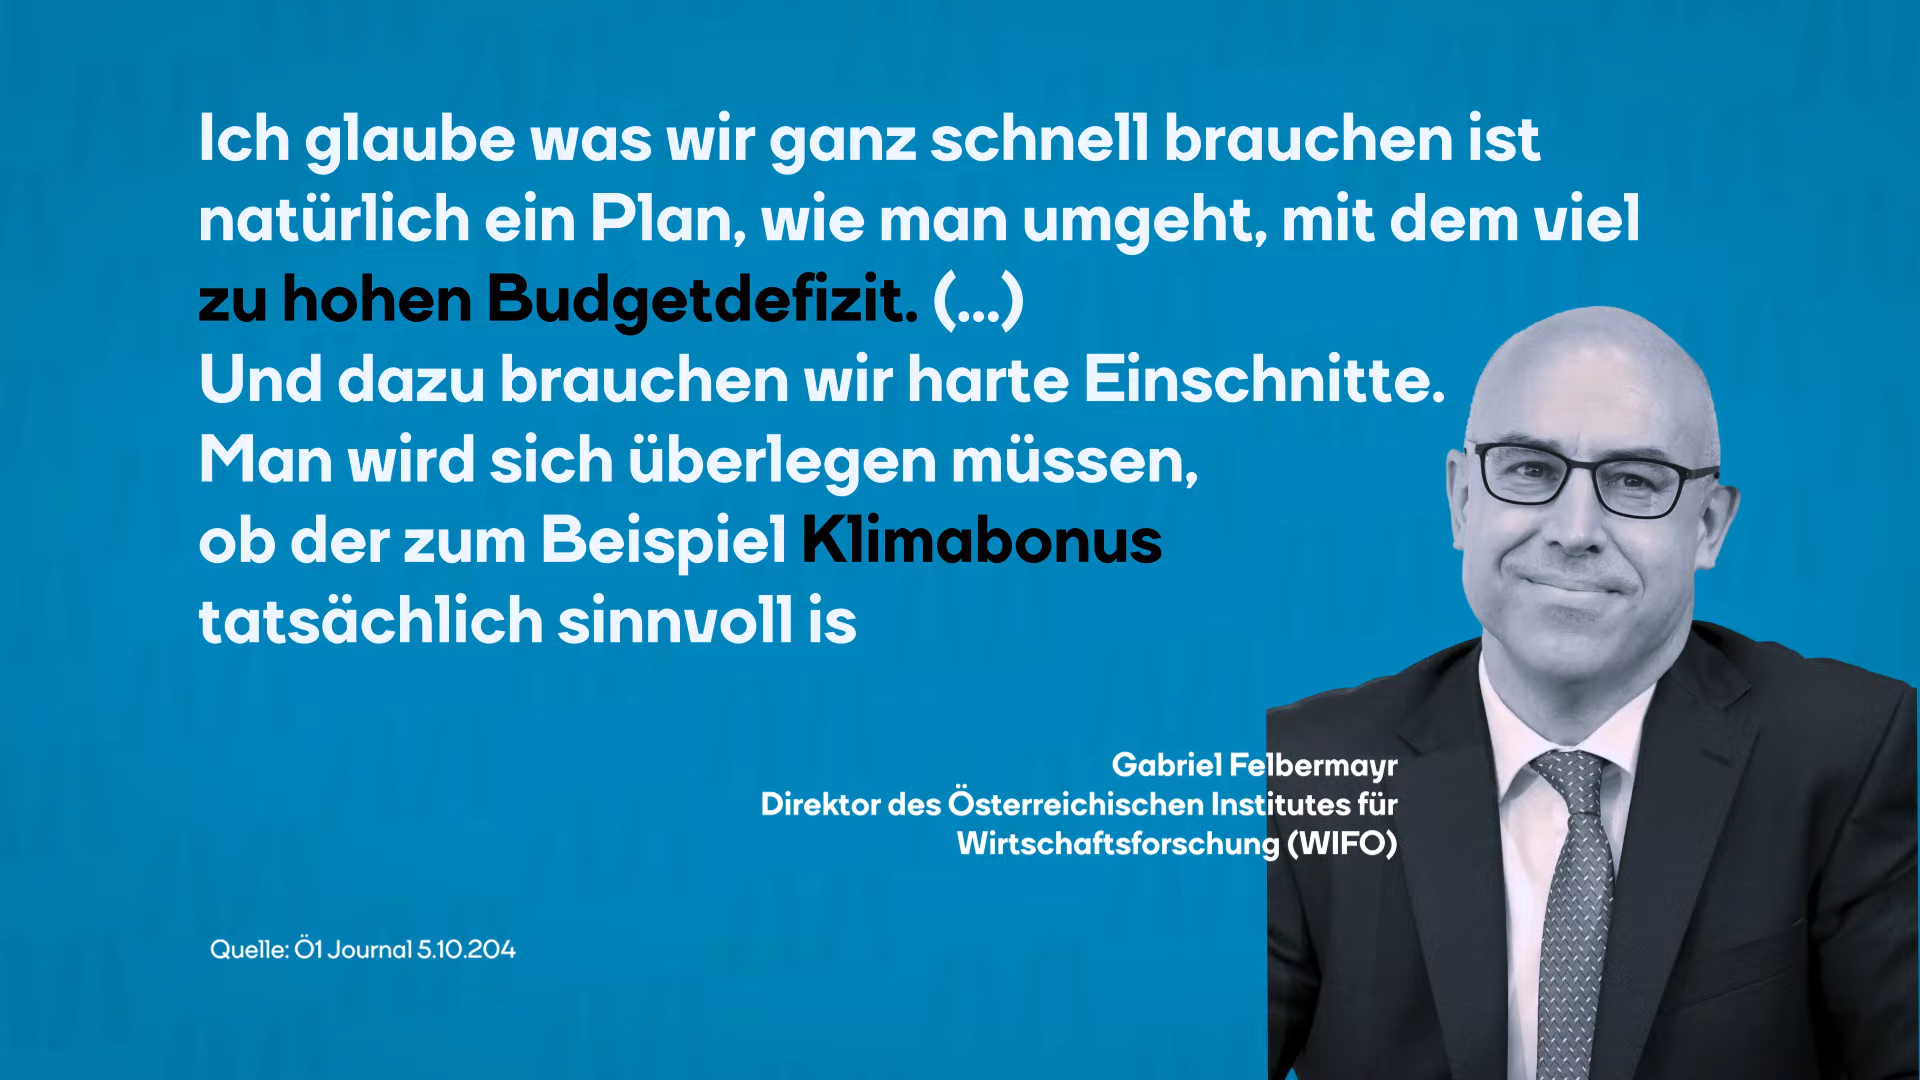 Ich glaube was wir ganz schnell brauchen ist
natürlich ein Plan, wie man umgeht, mit dem viel
zu hohen Budgetdefizit. (...)
Und dazu brauchen wir harte Einschnitte.
Man wird sich überlegen müssen,
ob der zum Beispiel Klimabonus
tatsächlich sinnvoll is
Gabriel Felbermayr
Direktor des Österreichischen Institutes für
Wirtschaftsforschung (WIFO)
Quelle: Ö1 Journal 5.10.204